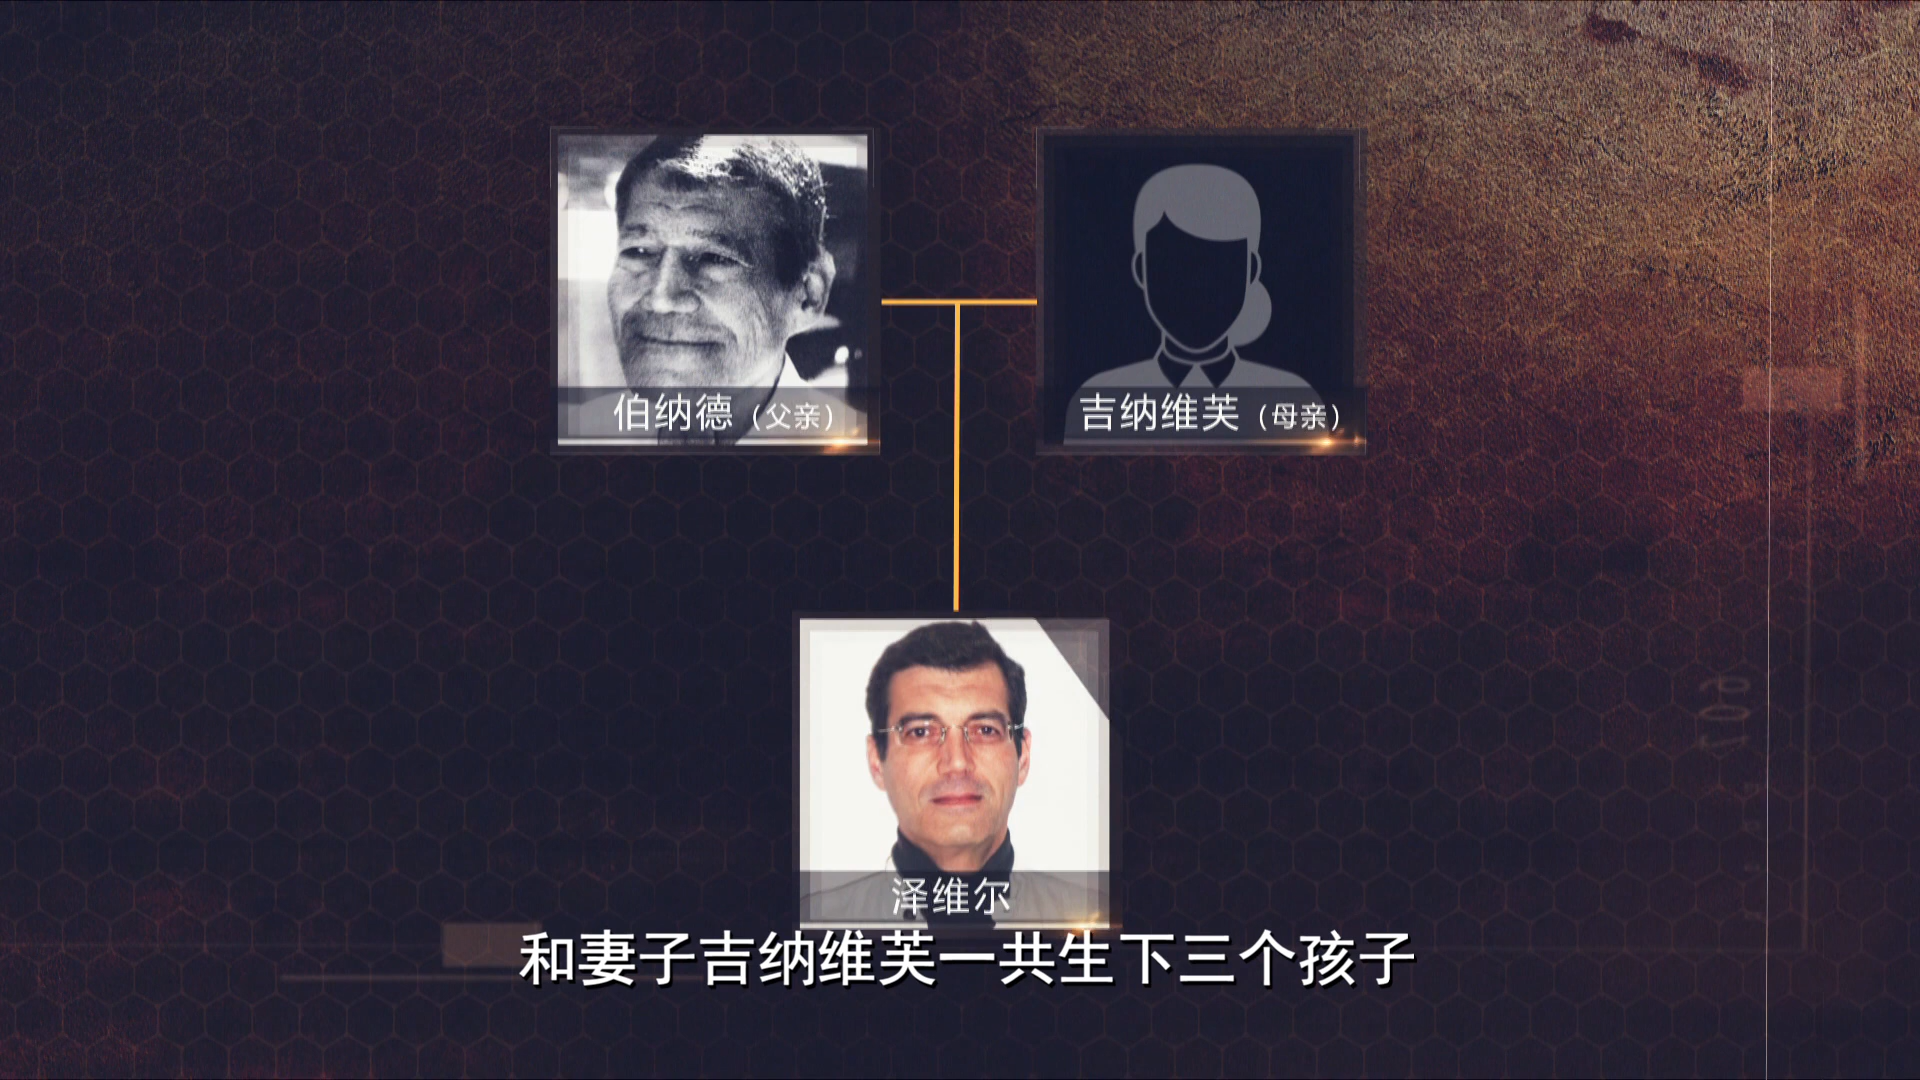 伯纳德（父亲）
吉纳维芙（母亲）
泽维尔
和妻子吉纳维芙一共生下三个孩子